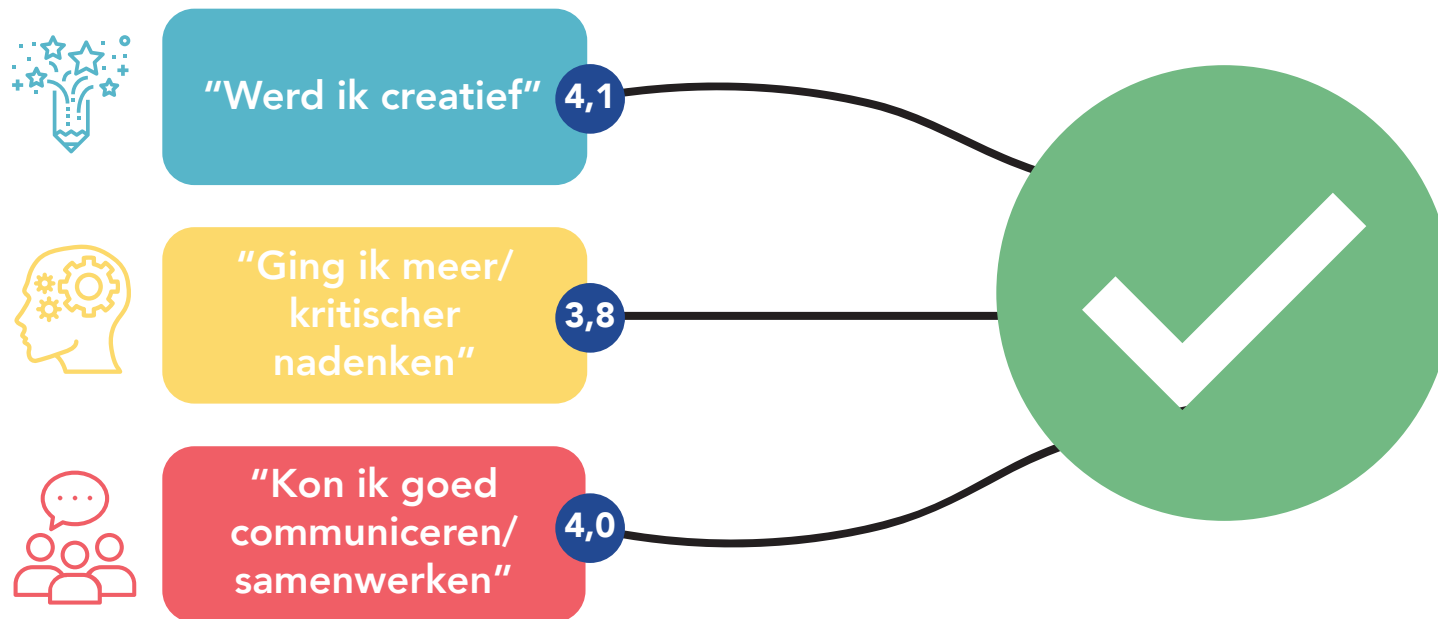 “Werd ik creatief”
4,1
“Ging ik meer/
kritischer
nadenken”
3,8
“Kon ik goed
communiceren/
samenwerken”
4,0